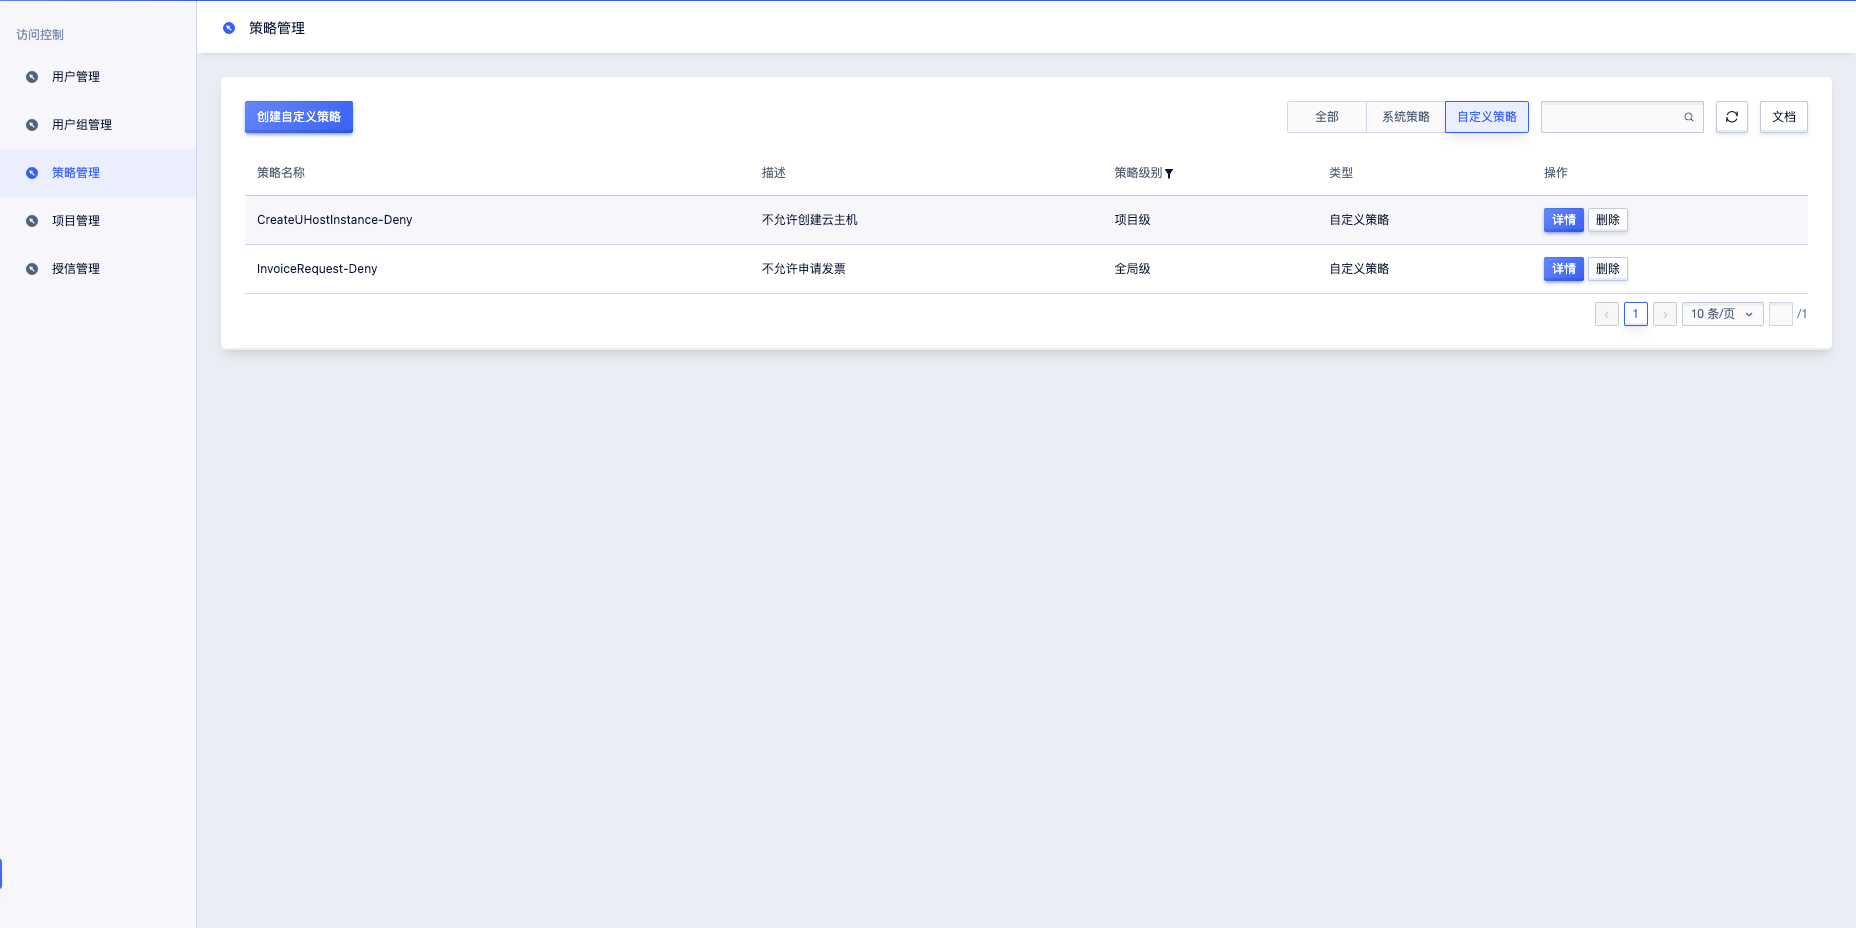 访问控制
用户管理
用户组管理
策略管理
项目管理
授信管理
策略管理
创建自定义策略
全部 系统策略 自定义策略 文档
策略名称 描述 策略级别 类型 操作
CreateUHostInstance-Deny 不允许创建云主机 项目级 自定义策略 详情 删除
InvoiceRequest-Deny 不允许申请发票 全局级 自定义策略 详情 删除
1 10 条/页 /1